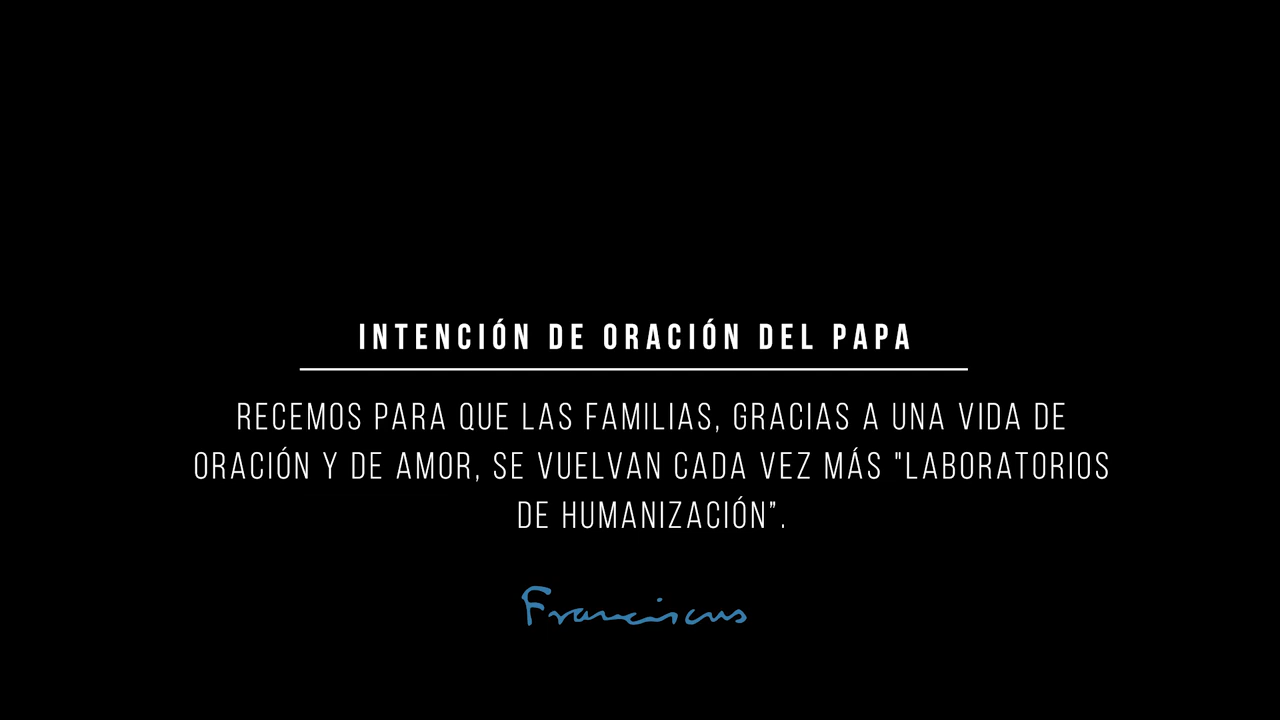 INTENCIÓN DE ORACIÓN DEL PAPA
RECEMOS PARA QUE LAS FAMILIAS, GRACIAS A UNA VIDA DE
ORACIÓN Y DE AMOR, SE VUELVAN CADA VEZ MÁS "LABORATORIOS
DE HUMANIZACIÓN”.
Franciscus